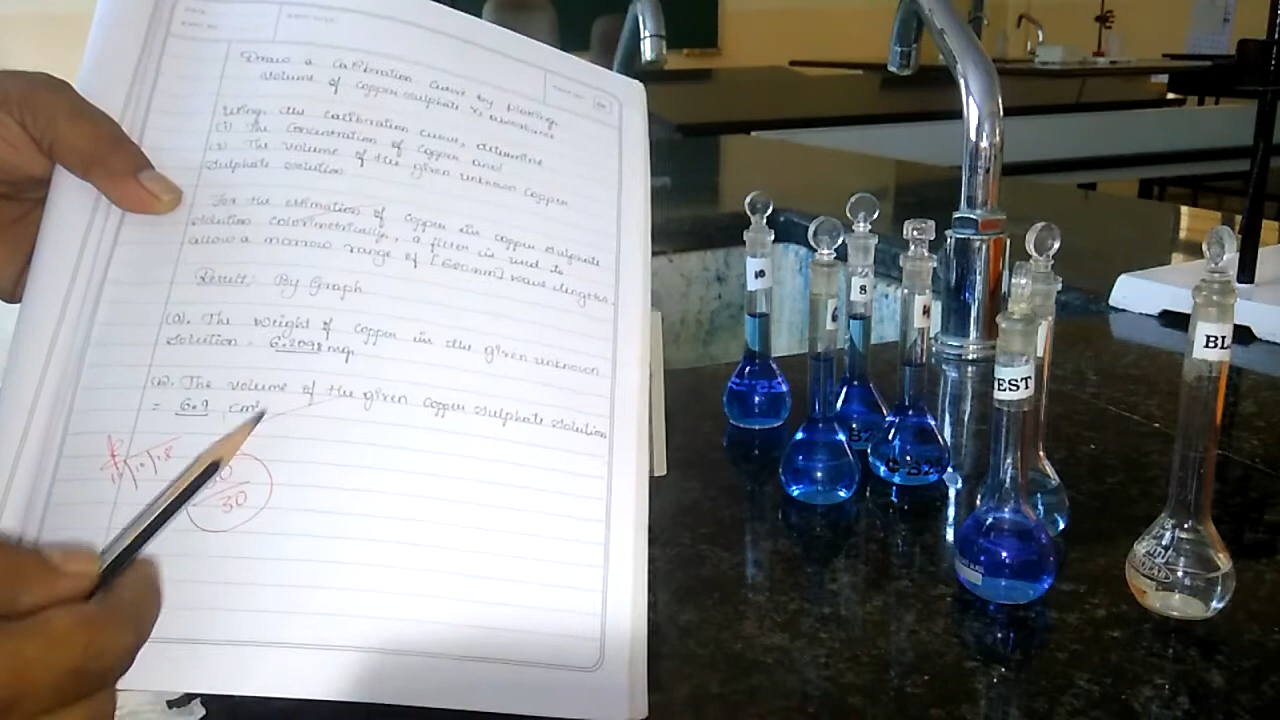 Draw a calibration curve by plotting
volume of copper sulphate vs absorbance
Using the calibration curve, determine
(1) The concentration of copper and
(2) The volume of the given unknown copper
sulphate solution
For the estimation of copper in copper sulphate
solution colorimetrically, a filter is used to
allow a narrow range of [600nm] wave lengths.
Result: By Graph
(a). The weight of copper in the given unknown
solution = 6.2098 mg.
(b). The volume of the given copper sulphate solution
= 6.9 cm³
30
10
6
8
4
TEST
BL